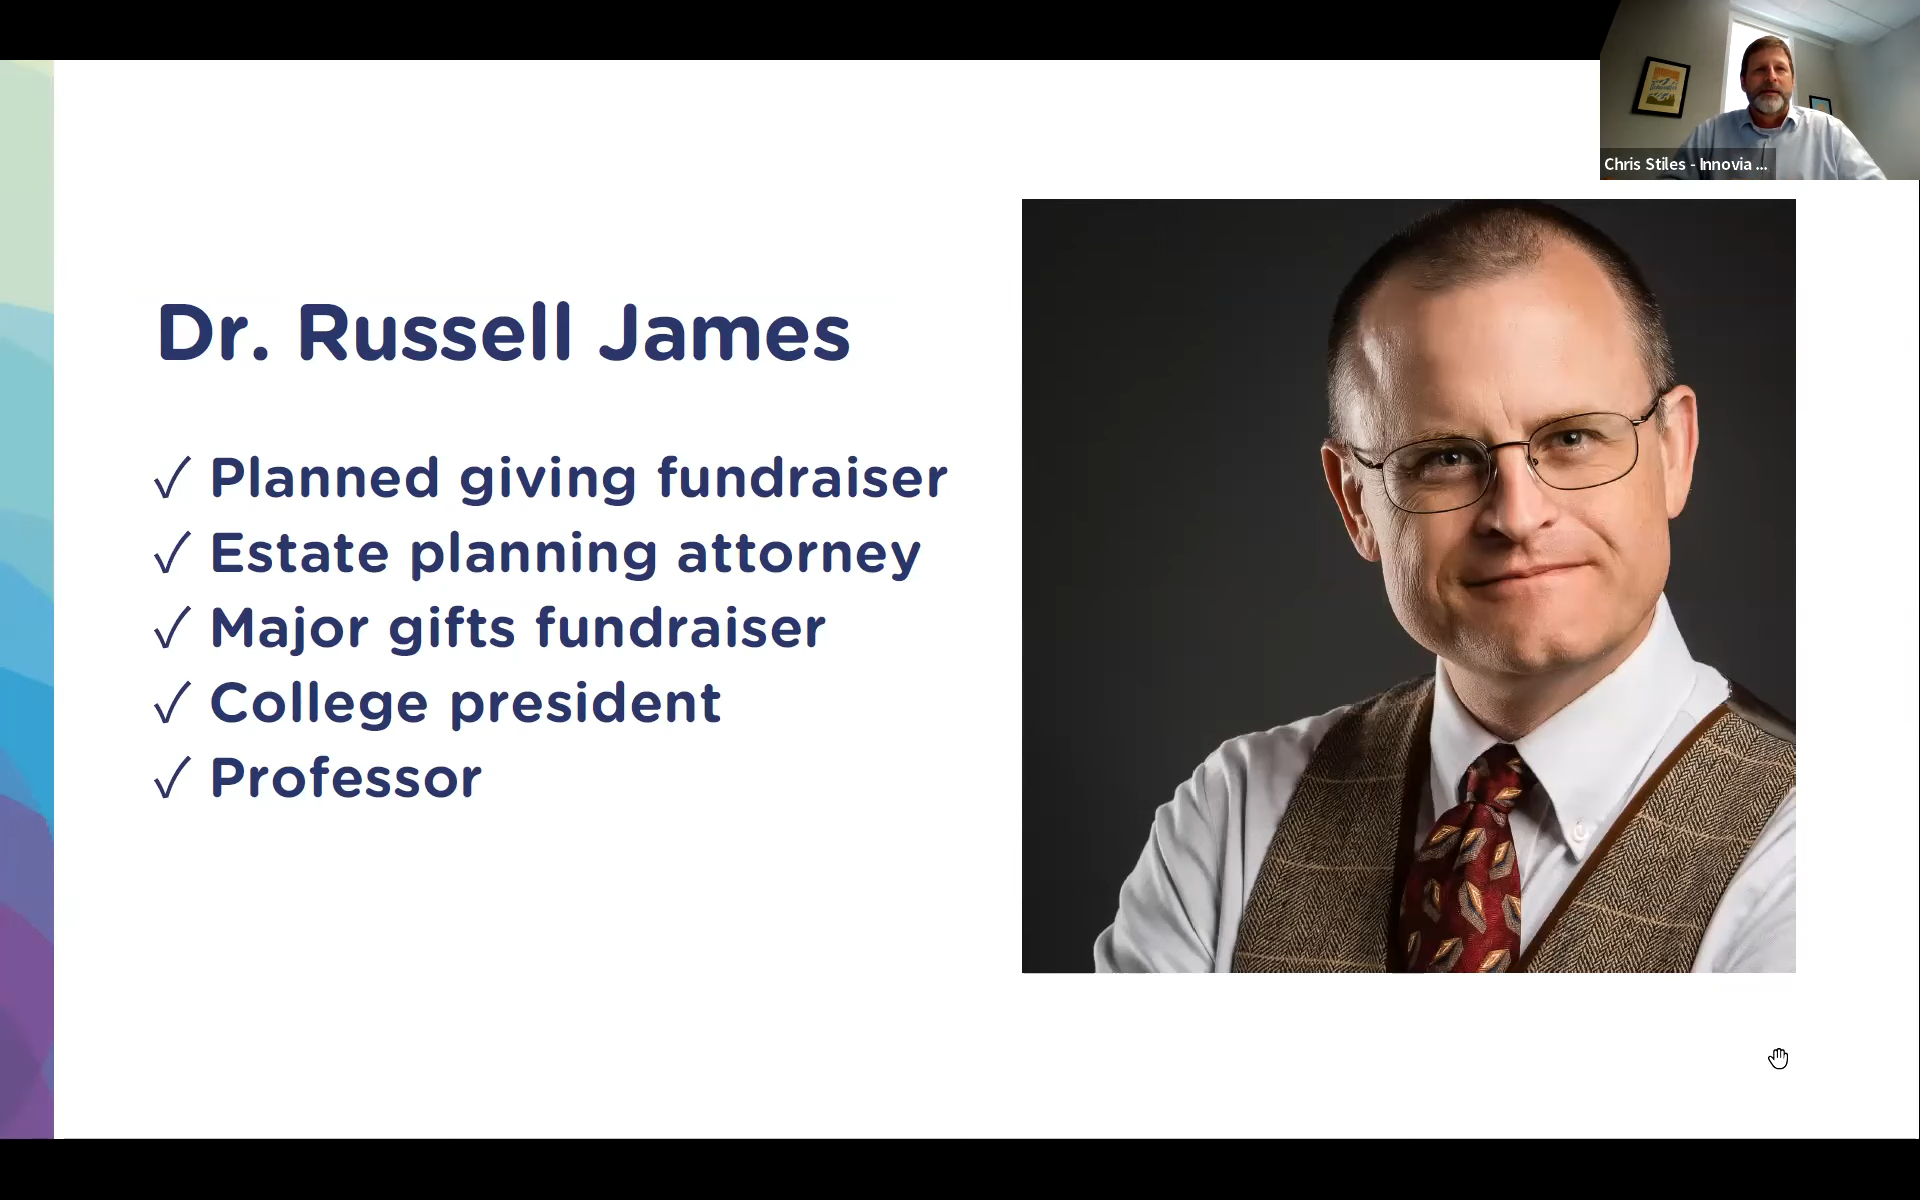 Chris Stiles - Innovia ...
Dr. Russell James
✓ Planned giving fundraiser
✓ Estate planning attorney
✓ Major gifts fundraiser
✓ College president
✓ Professor